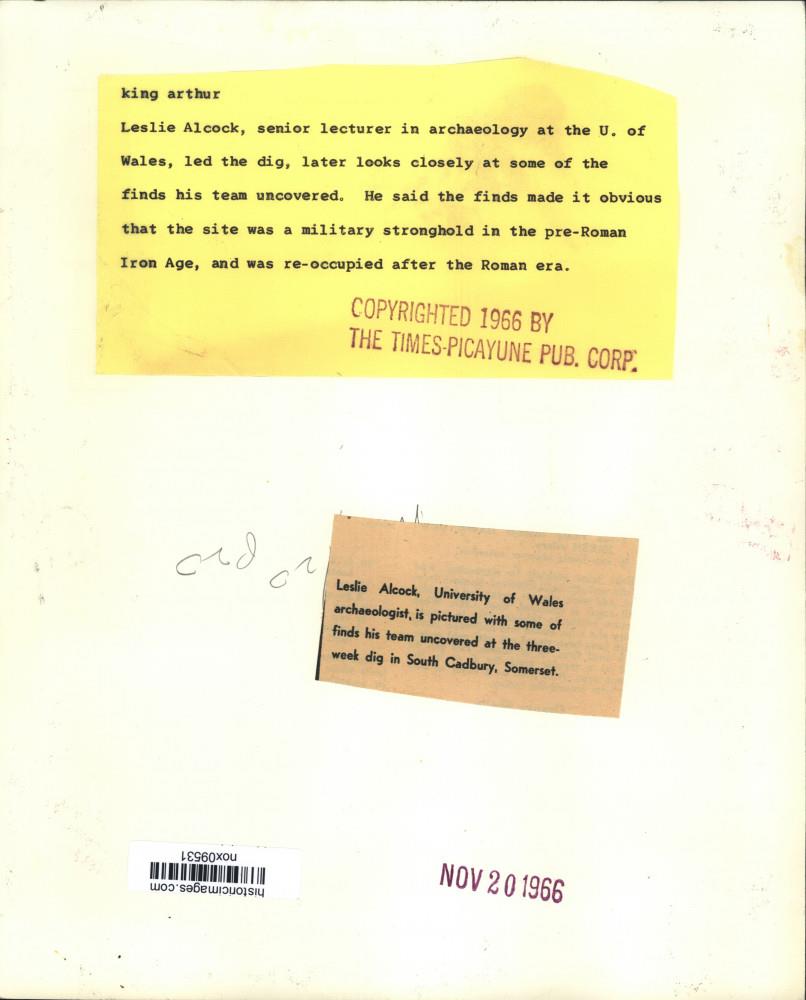 king arthur
Leslie Alcock, senior lecturer in archaeology at the U. of
Wales, led the dig, later looks closely at some of the
finds his team uncovered. He said the finds made it obvious
that the site was a military stronghold in the pre-Roman
Iron Age, and was re-occupied after the Roman era.
COPYRIGHTED 1966 BY
THE TIMES-PICAYUNE PUB. CORP.
Leslie Alcock, University of Wales
archaeologist, is pictured with some of
finds his team uncovered at the three-
week dig in South Cadbury, Somerset.
nox09531
historicimages.com
NOV 20 1966